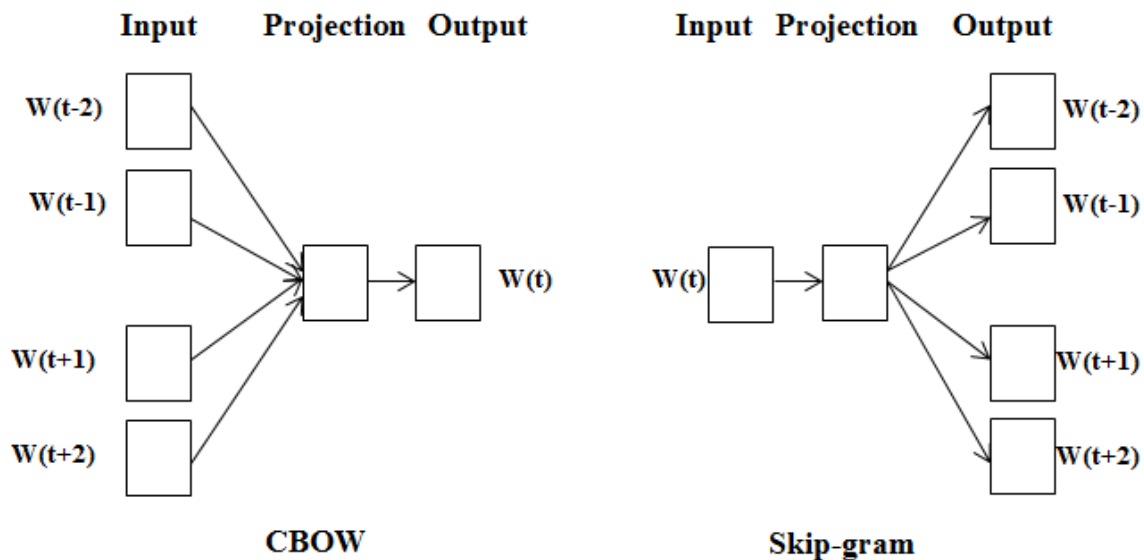 Input Projection Output
W(t-2)
W(t-1)
W(t)
W(t+1)
W(t+2)
CBOW
Input Projection Output
W(t-2)
W(t-1)
W(t)
W(t+1)
W(t+2)
Skip-gram